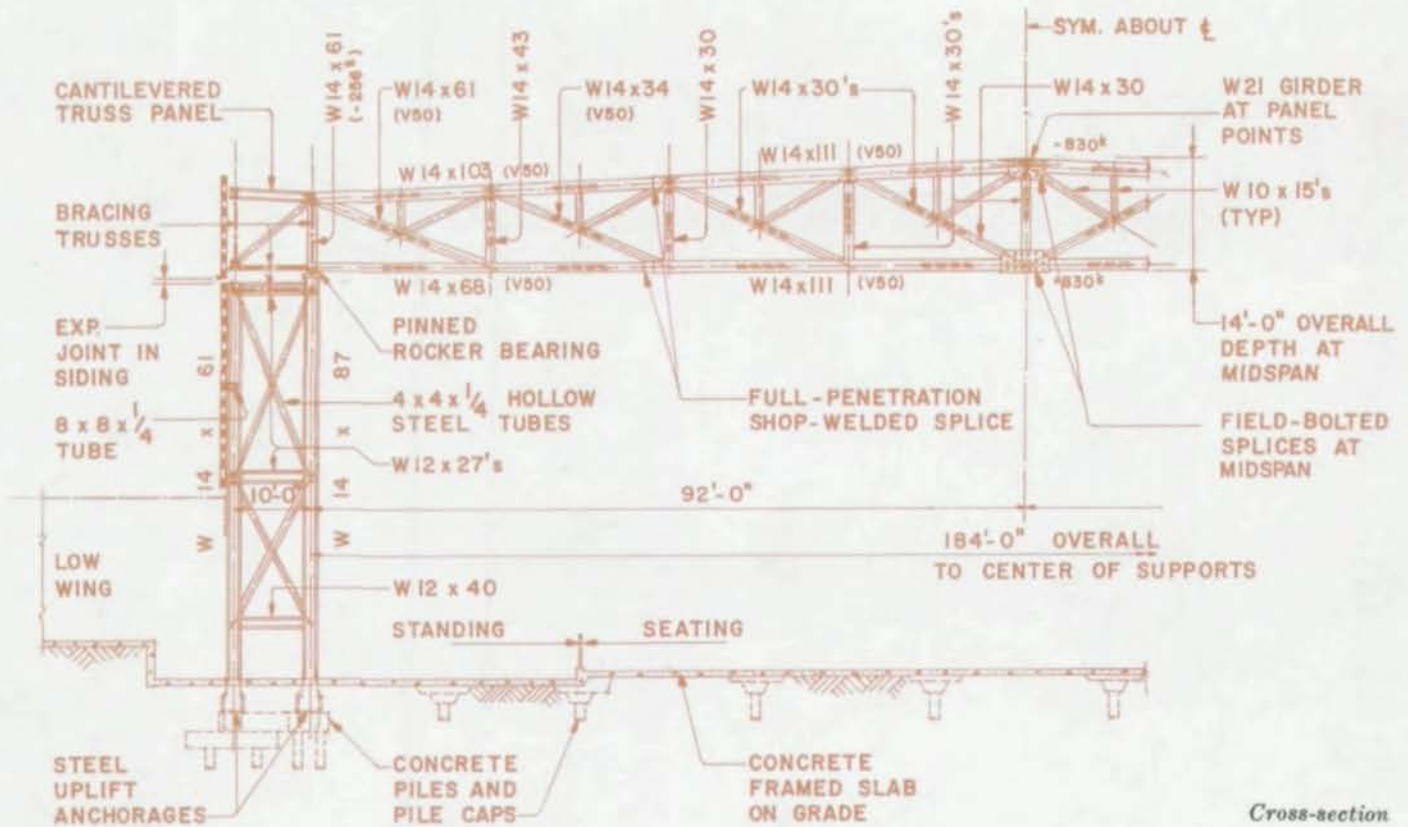 SYM. ABOUT ℄
CANTILEVERED
TRUSS PANEL
W14 x 61
(-256ᵏ)
W14 x 61
(V50)
W14 x 43
W14 x 34
(V50)
W14 x 30
W14 x 30's
W14 x 30's
W14 x 30
W21 GIRDER
AT PANEL
POINTS
-830ᵏ
W14 x 103 (V50)
W14 x 111 (V50)
W 10 x 15's
(TYP)
BRACING
TRUSSES
W14 x 68 (V50)
W14 x 111 (V50)
+830ᵏ
EXP.
JOINT IN
SIDING
PINNED
ROCKER BEARING
14'-0" OVERALL
DEPTH AT
MIDSPAN
8 x 8 x 1/4
TUBE
W 14 x 61
W 14 x 87
4 x 4 x 1/4 HOLLOW
STEEL TUBES
FULL-PENETRATION
SHOP-WELDED SPLICE
FIELD-BOLTED
SPLICES AT
MIDSPAN
W12 x 27's
10'-0"
92'-0"
184'-0" OVERALL
TO CENTER OF SUPPORTS
LOW
WING
W12 x 40
STANDING
SEATING
STEEL
UPLIFT
ANCHORAGES
CONCRETE
PILES AND
PILE CAPS
CONCRETE
FRAMED SLAB
ON GRADE
Cross-section